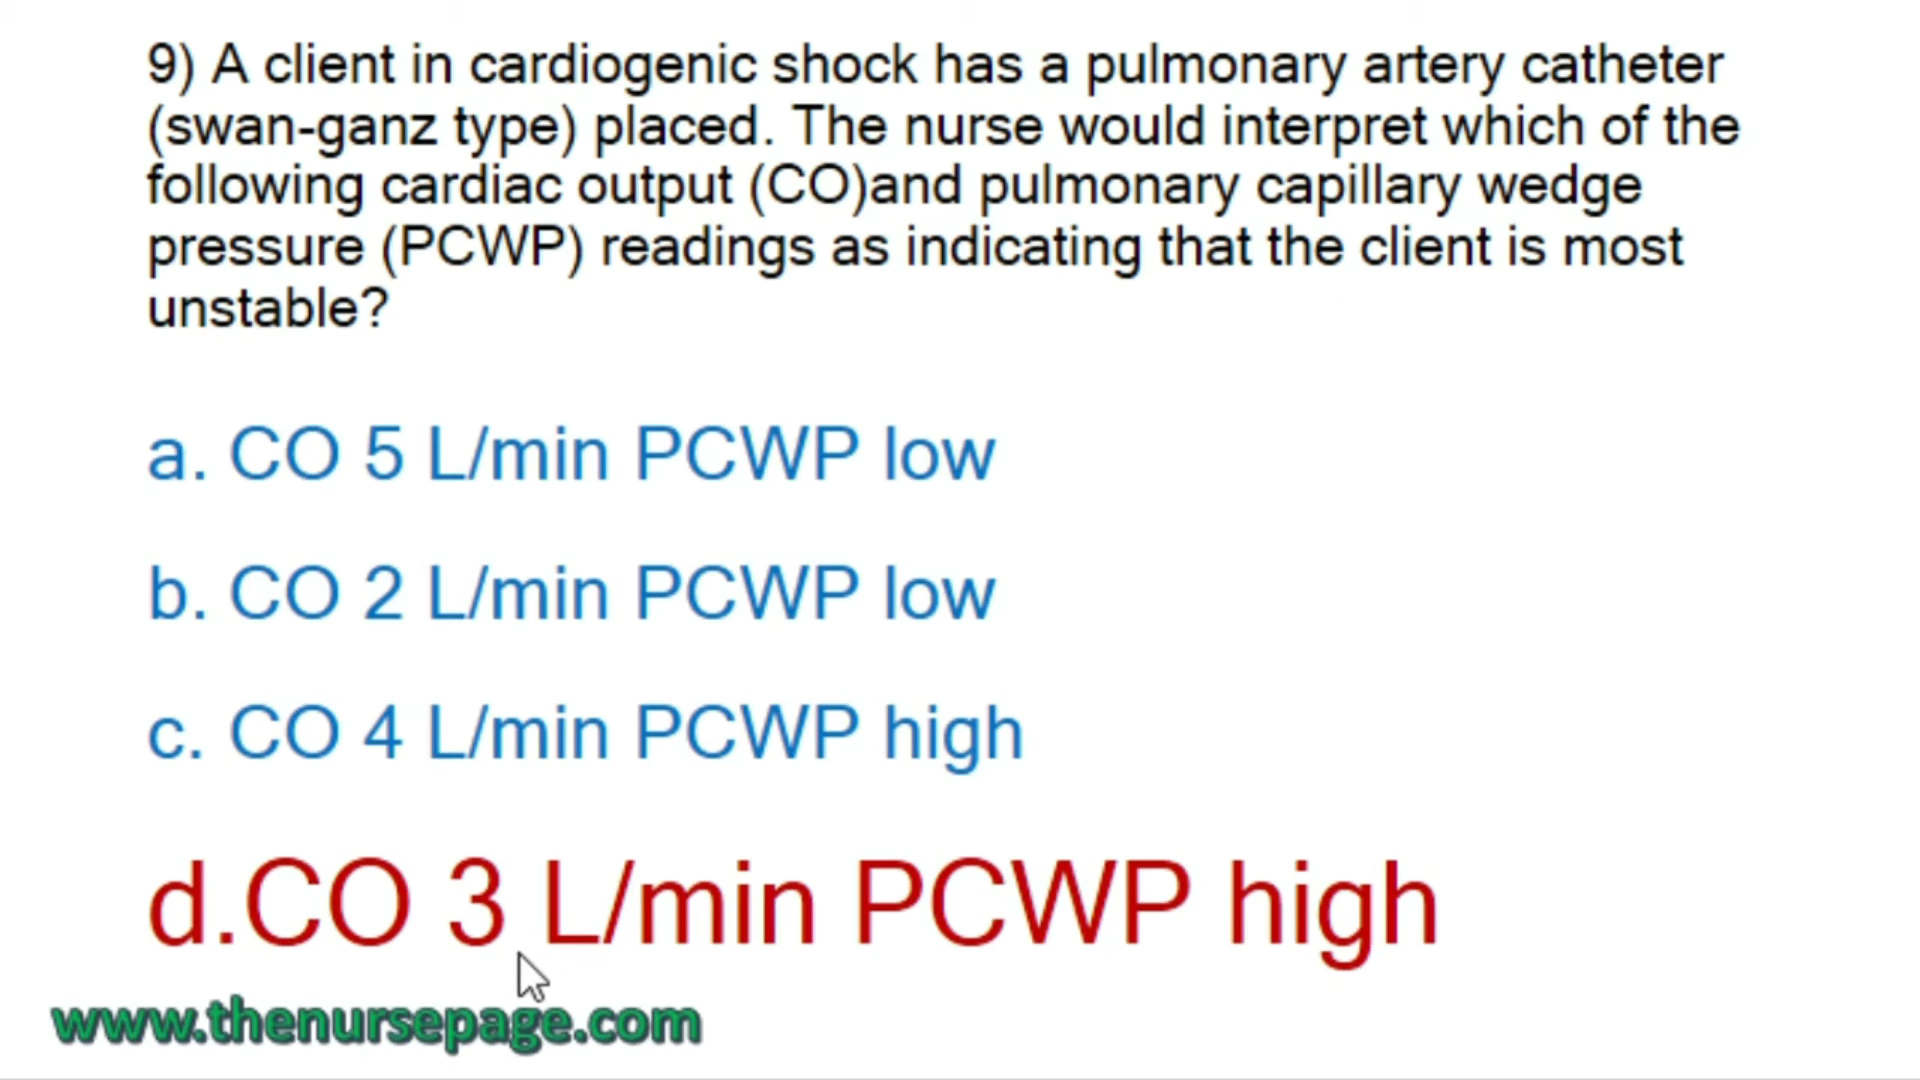 9) A client in cardiogenic shock has a pulmonary artery catheter
(swan-ganz type) placed. The nurse would interpret which of the
following cardiac output (CO)and pulmonary capillary wedge
pressure (PCWP) readings as indicating that the client is most
unstable?
a. CO 5 L/min PCWP low
b. CO 2 L/min PCWP low
c. CO 4 L/min PCWP high
d.CO 3 L/min PCWP high
www.thenursepage.com